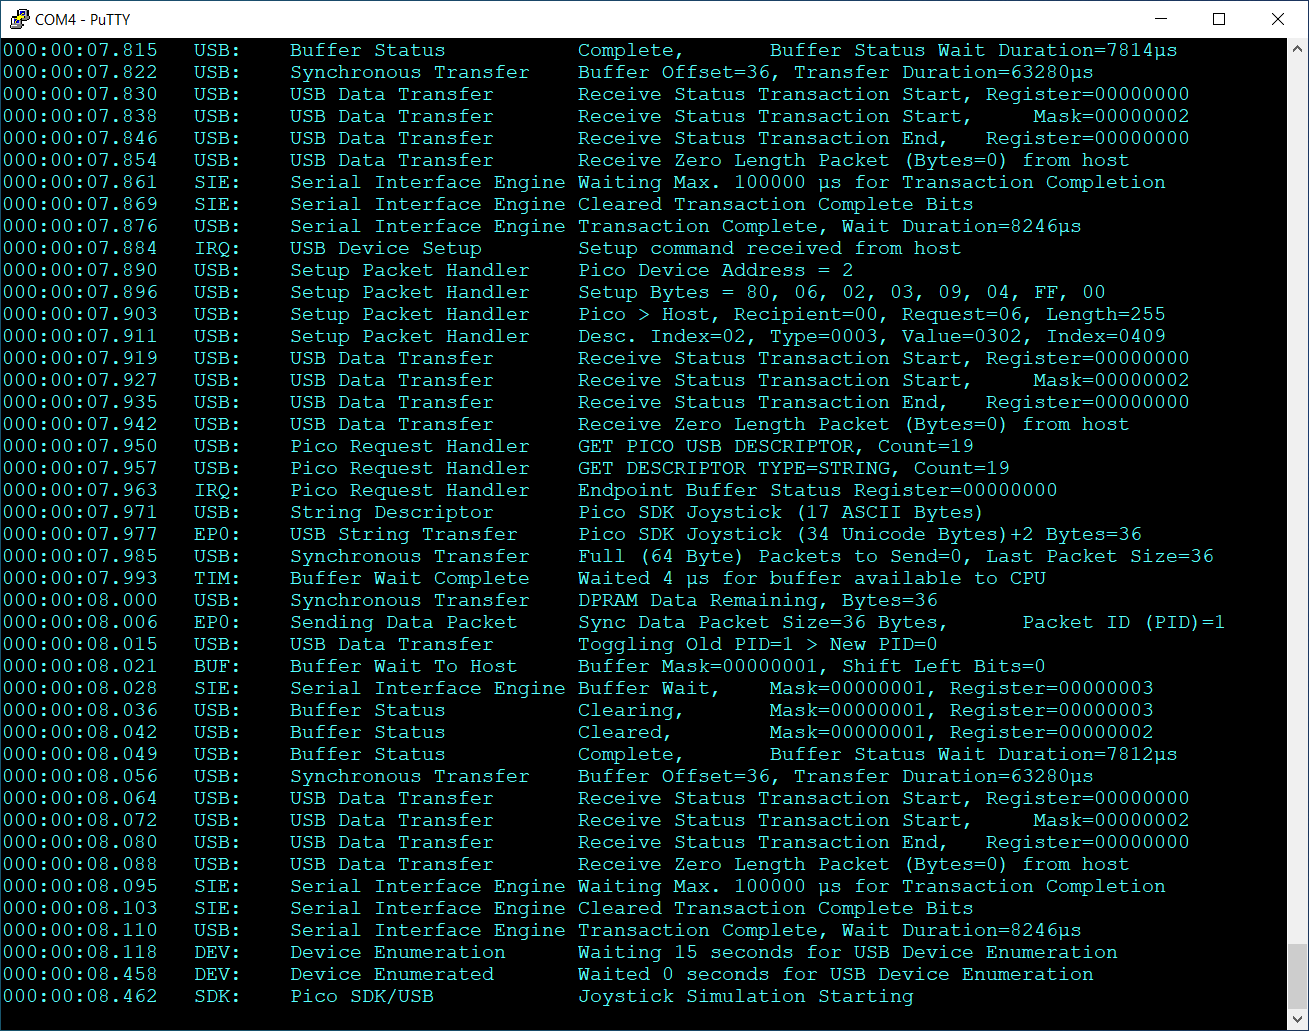 COM4 - PuTTY
000:00:07.815   USB:    Buffer Status           Complete,       Buffer Status Wait Duration=7814µs
000:00:07.822   USB:    Synchronous Transfer    Buffer Offset=36, Transfer Duration=63280µs
000:00:07.830   USB:    USB Data Transfer       Receive Status Transaction Start, Register=00000000
000:00:07.838   USB:    USB Data Transfer       Receive Status Transaction Start,     Mask=00000002
000:00:07.846   USB:    USB Data Transfer       Receive Status Transaction End,   Register=00000000
000:00:07.854   USB:    USB Data Transfer       Receive Zero Length Packet (Bytes=0) from host
000:00:07.861   SIE:    Serial Interface Engine Waiting Max. 100000 µs for Transaction Completion
000:00:07.869   SIE:    Serial Interface Engine Cleared Transaction Complete Bits
000:00:07.876   USB:    Serial Interface Engine Transaction Complete, Wait Duration=8246µs
000:00:07.884   IRQ:    USB Device Setup        Setup command received from host
000:00:07.890   USB:    Setup Packet Handler    Pico Device Address = 2
000:00:07.896   USB:    Setup Packet Handler    Setup Bytes = 80, 06, 02, 03, 09, 04, FF, 00
000:00:07.903   USB:    Setup Packet Handler    Pico > Host, Recipient=00, Request=06, Length=255
000:00:07.911   USB:    Setup Packet Handler    Desc. Index=02, Type=0003, Value=0302, Index=0409
000:00:07.919   USB:    USB Data Transfer       Receive Status Transaction Start, Register=00000000
000:00:07.927   USB:    USB Data Transfer       Receive Status Transaction Start,     Mask=00000002
000:00:07.935   USB:    USB Data Transfer       Receive Status Transaction End,   Register=00000000
000:00:07.942   USB:    USB Data Transfer       Receive Zero Length Packet (Bytes=0) from host
000:00:07.950   USB:    Pico Request Handler    GET PICO USB DESCRIPTOR, Count=19
000:00:07.957   USB:    Pico Request Handler    GET DESCRIPTOR TYPE=STRING, Count=19
000:00:07.963   IRQ:    Pico Request Handler    Endpoint Buffer Status Register=00000000
000:00:07.971   USB:    String Descriptor       Pico SDK Joystick (17 ASCII Bytes)
000:00:07.977   EP0:    USB String Transfer     Pico SDK Joystick (34 Unicode Bytes)+2 Bytes=36
000:00:07.985   USB:    Synchronous Transfer    Full (64 Byte) Packets to Send=0, Last Packet Size=36
000:00:07.993   TIM:    Buffer Wait Complete    Waited 4 µs for buffer available to CPU
000:00:08.000   USB:    Synchronous Transfer    DPRAM Data Remaining, Bytes=36
000:00:08.006   EP0:    Sending Data Packet     Sync Data Packet Size=36 Bytes,      Packet ID (PID)=1
000:00:08.015   USB:    USB Data Transfer       Toggling Old PID=1 > New PID=0
000:00:08.021   BUF:    Buffer Wait To Host     Buffer Mask=00000001, Shift Left Bits=0
000:00:08.028   SIE:    Serial Interface Engine Buffer Wait,    Mask=00000001, Register=00000003
000:00:08.036   USB:    Buffer Status           Clearing,       Mask=00000001, Register=00000003
000:00:08.042   USB:    Buffer Status           Cleared,        Mask=00000001, Register=00000002
000:00:08.049   USB:    Buffer Status           Complete,       Buffer Status Wait Duration=7812µs
000:00:08.056   USB:    Synchronous Transfer    Buffer Offset=36, Transfer Duration=63280µs
000:00:08.064   USB:    USB Data Transfer       Receive Status Transaction Start, Register=00000000
000:00:08.072   USB:    USB Data Transfer       Receive Status Transaction Start,     Mask=00000002
000:00:08.080   USB:    USB Data Transfer       Receive Status Transaction End,   Register=00000000
000:00:08.088   USB:    USB Data Transfer       Receive Zero Length Packet (Bytes=0) from host
000:00:08.095   SIE:    Serial Interface Engine Waiting Max. 100000 µs for Transaction Completion
000:00:08.103   SIE:    Serial Interface Engine Cleared Transaction Complete Bits
000:00:08.110   USB:    Serial Interface Engine Transaction Complete, Wait Duration=8246µs
000:00:08.118   DEV:    Device Enumeration      Waiting 15 seconds for USB Device Enumeration
000:00:08.458   DEV:    Device Enumerated       Waited 0 seconds for USB Device Enumeration
000:00:08.462   SDK:    Pico SDK/USB            Joystick Simulation Starting